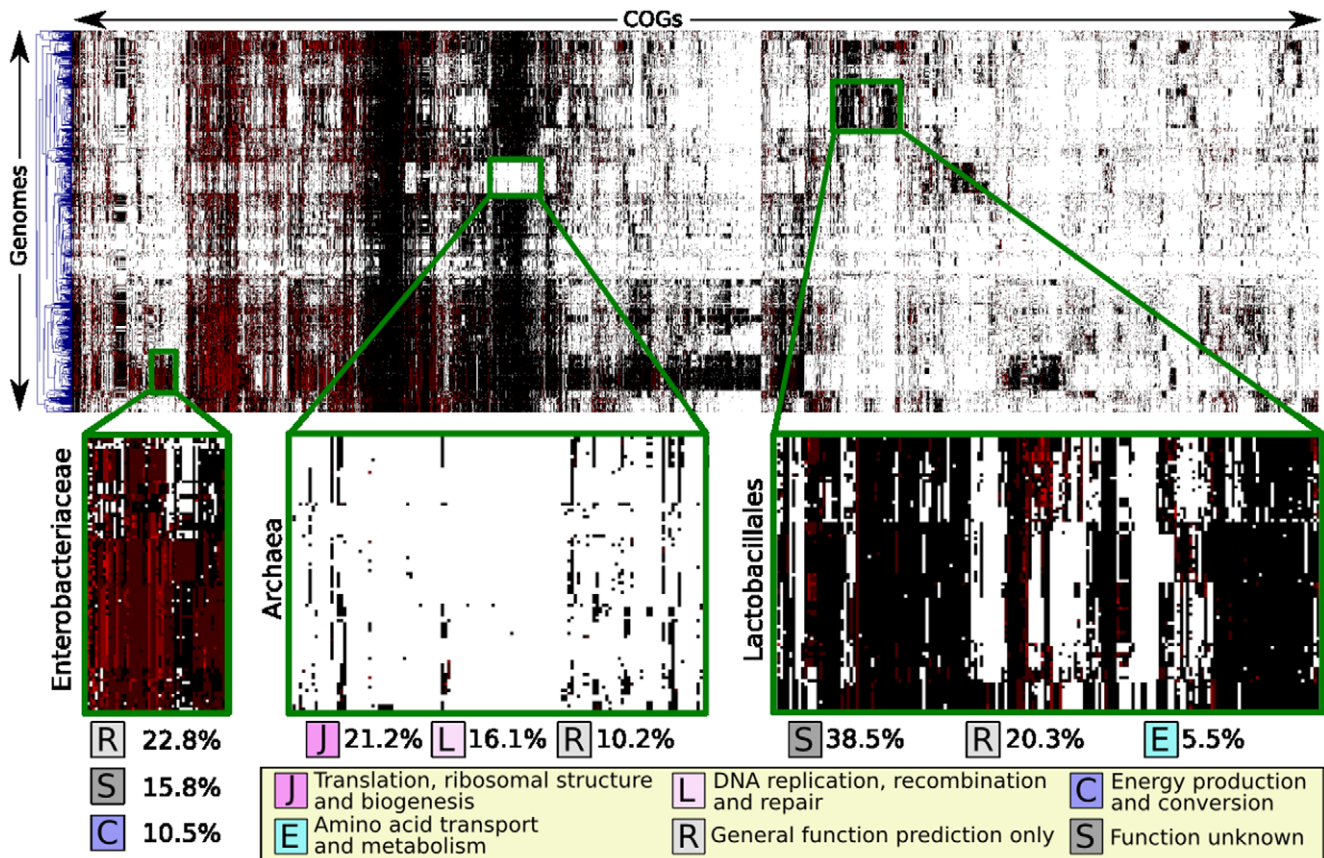 COGs
Genomes
Enterobacteriaceae
Archaea
Lactobacillales
R 22.8%
S 15.8%
C 10.5%
J 21.2% L 16.1% R 10.2%
S 38.5% R 20.3% E 5.5%
J Translation, ribosomal structure
and biogenesis
E Amino acid transport
and metabolism
L DNA replication, recombination
and repair
R General function prediction only
C Energy production
and conversion
S Function unknown